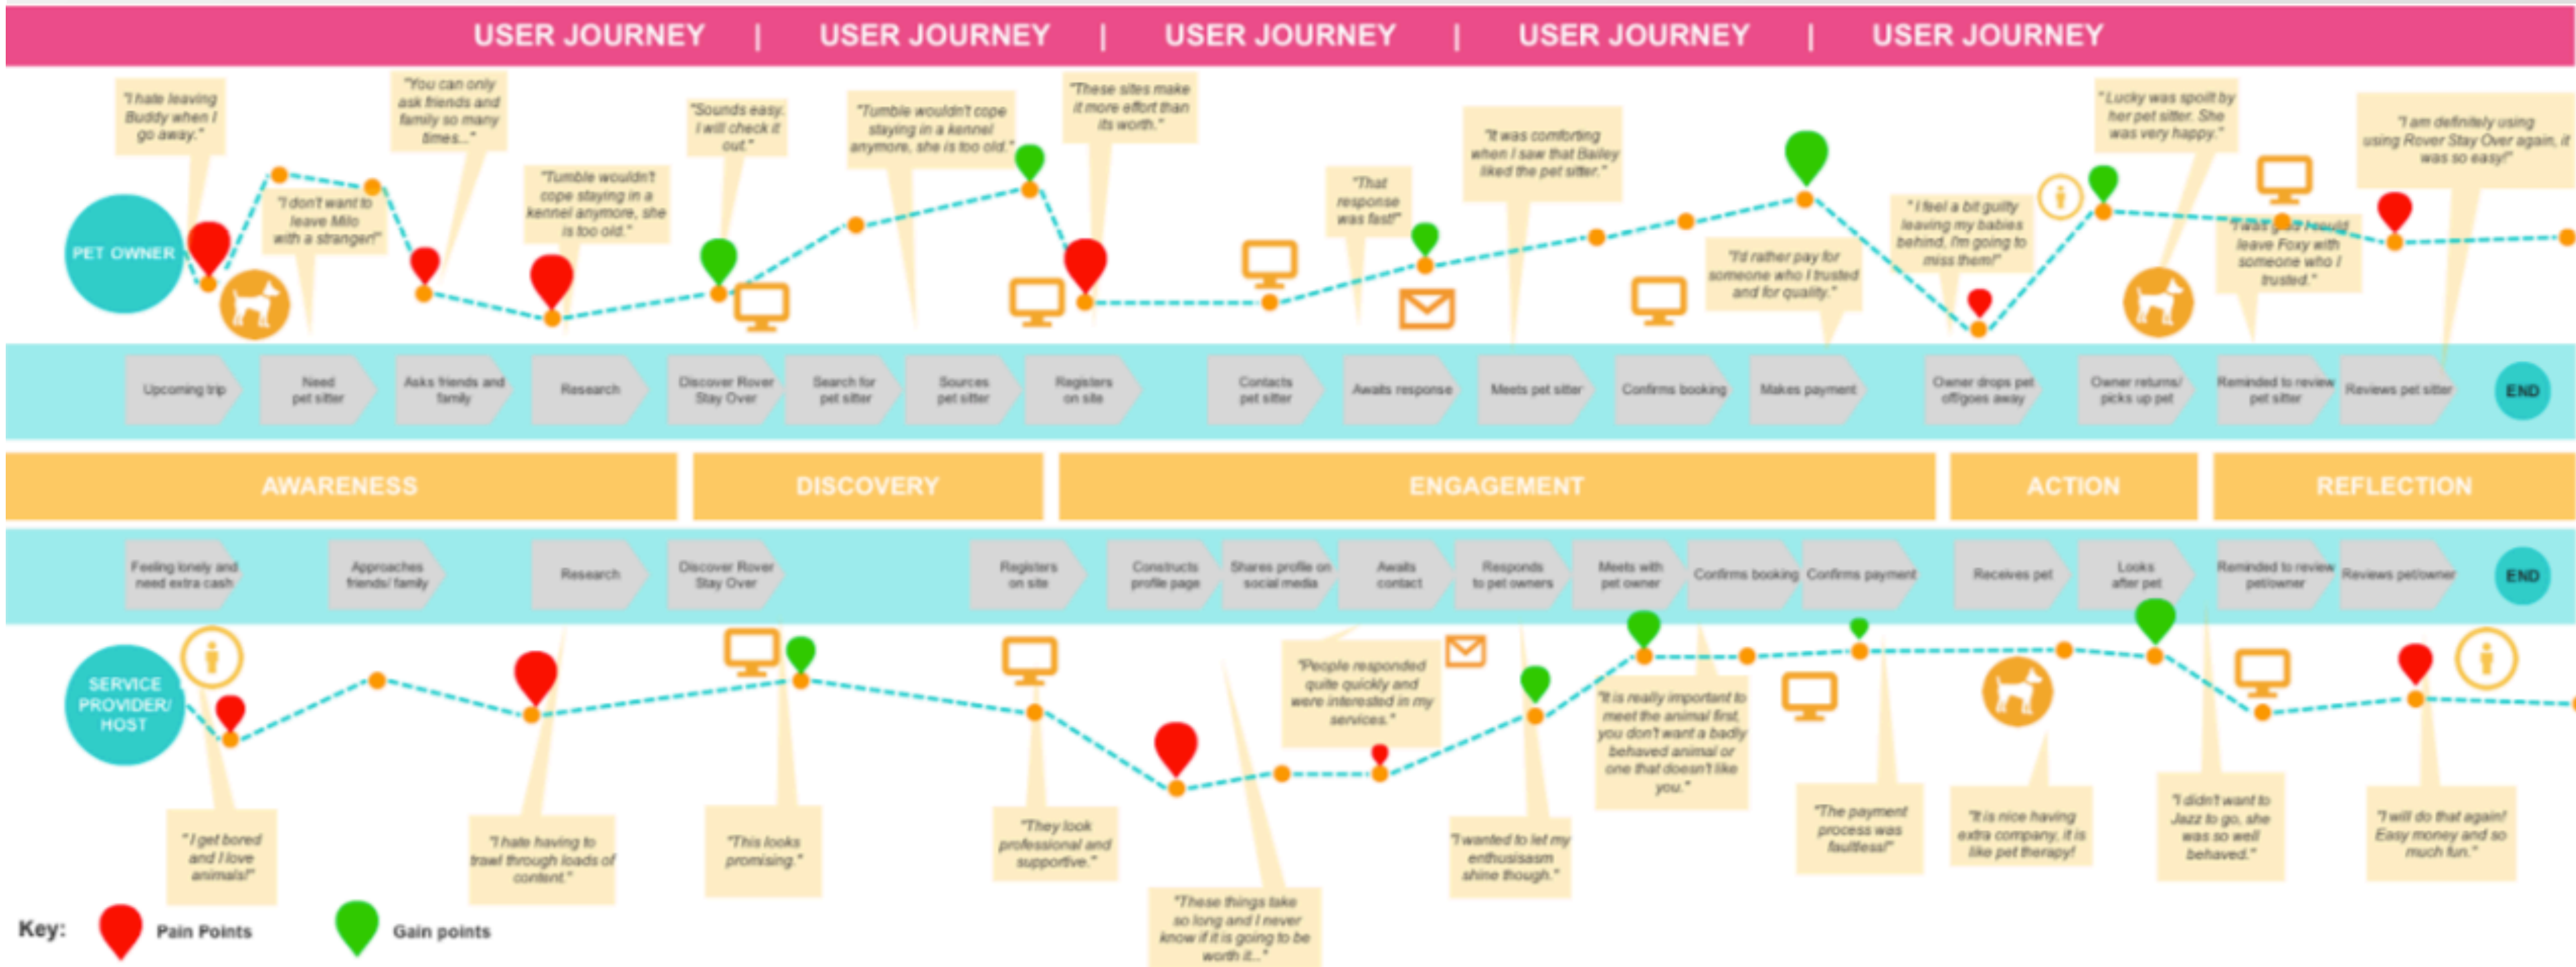 USER JOURNEY | USER JOURNEY | USER JOURNEY | USER JOURNEY | USER JOURNEY
"I hate leaving
Buddy when I
go away."
"I don't want to
leave Milo
with a stranger!"
"You can only
ask friends and
family so many
times..."
"Tumble wouldn't
cope staying in a
kennel anymore, she
is too old."
"Sounds easy.
I will check it
out."
"Tumble wouldn't cope
staying in a kennel
anymore, she is too old."
"These sites make
it more effort than
its worth."
"That
response
was fast!"
"It was comforting
when I saw that Bailey
liked the pet sitter."
"I'd rather pay for
someone who I trusted
and for quality."
" I feel a bit guilty
leaving my babies
behind, I'm going to
miss them!"
" Lucky was spoilt by
her pet sitter. She
was very happy."
"I was glad I could
leave Foxy with
someone who I
trusted."
"I am definitely using
using Rover Stay Over again, it
was so easy!"
PET OWNER
Upcoming trip
Need
pet sitter
Asks friends and
family
Research
Discover Rover
Stay Over
Search for
pet sitter
Sources
pet sitter
Registers
on site
Contacts
pet sitter
Awaits response
Meets pet sitter
Confirms booking
Makes payment
Owner drops pet
off/goes away
Owner returns/
picks up pet
Reminded to review
pet sitter
Reviews pet sitter
END
AWARENESS
DISCOVERY
ENGAGEMENT
ACTION
REFLECTION
Feeling lonely and
need extra cash
Approaches
friends/ family
Research
Discover Rover
Stay Over
Registers
on site
Constructs
profile page
Shares profile on
social media
Awaits
contact
Responds
to pet owners
Meets with
pet owner
Confirms booking
Confirms payment
Receives pet
Looks
after pet
Reminded to review
pet/owner
Reviews pet/owner
END
SERVICE
PROVIDER/
HOST
" I get bored
and I love
animals!"
"I hate having to
trawl through loads of
content."
"This looks
promising."
"They look
professional and
supportive."
"These things take
so long and I never
know if it is going to be
worth it..."
"People responded
quite quickly and
were interested in my
services."
"I wanted to let my
enthusisasm
shine though."
"It is really important to
meet the animal first,
you don't want a badly
behaved animal or
one that doesn't like
you."
"The payment
process was
faultless!"
"It is nice having
extra company, it is
like pet therapy!
"I didn't want to
Jazz to go, she
was so well
behaved."
"I will do that again!
Easy money and so
much fun."
Key:
Pain Points
Gain points